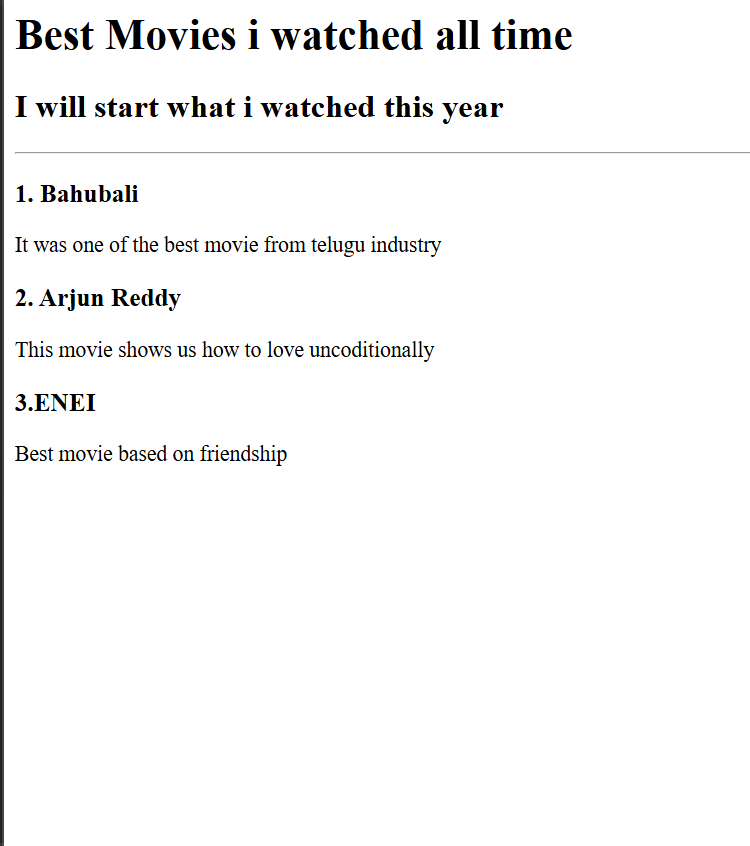 Best Movies i watched all time
I will start what i watched this year
1. Bahubali
It was one of the best movie from telugu industry
2. Arjun Reddy
This movie shows us how to love uncoditionally
3.ENEI
Best movie based on friendship